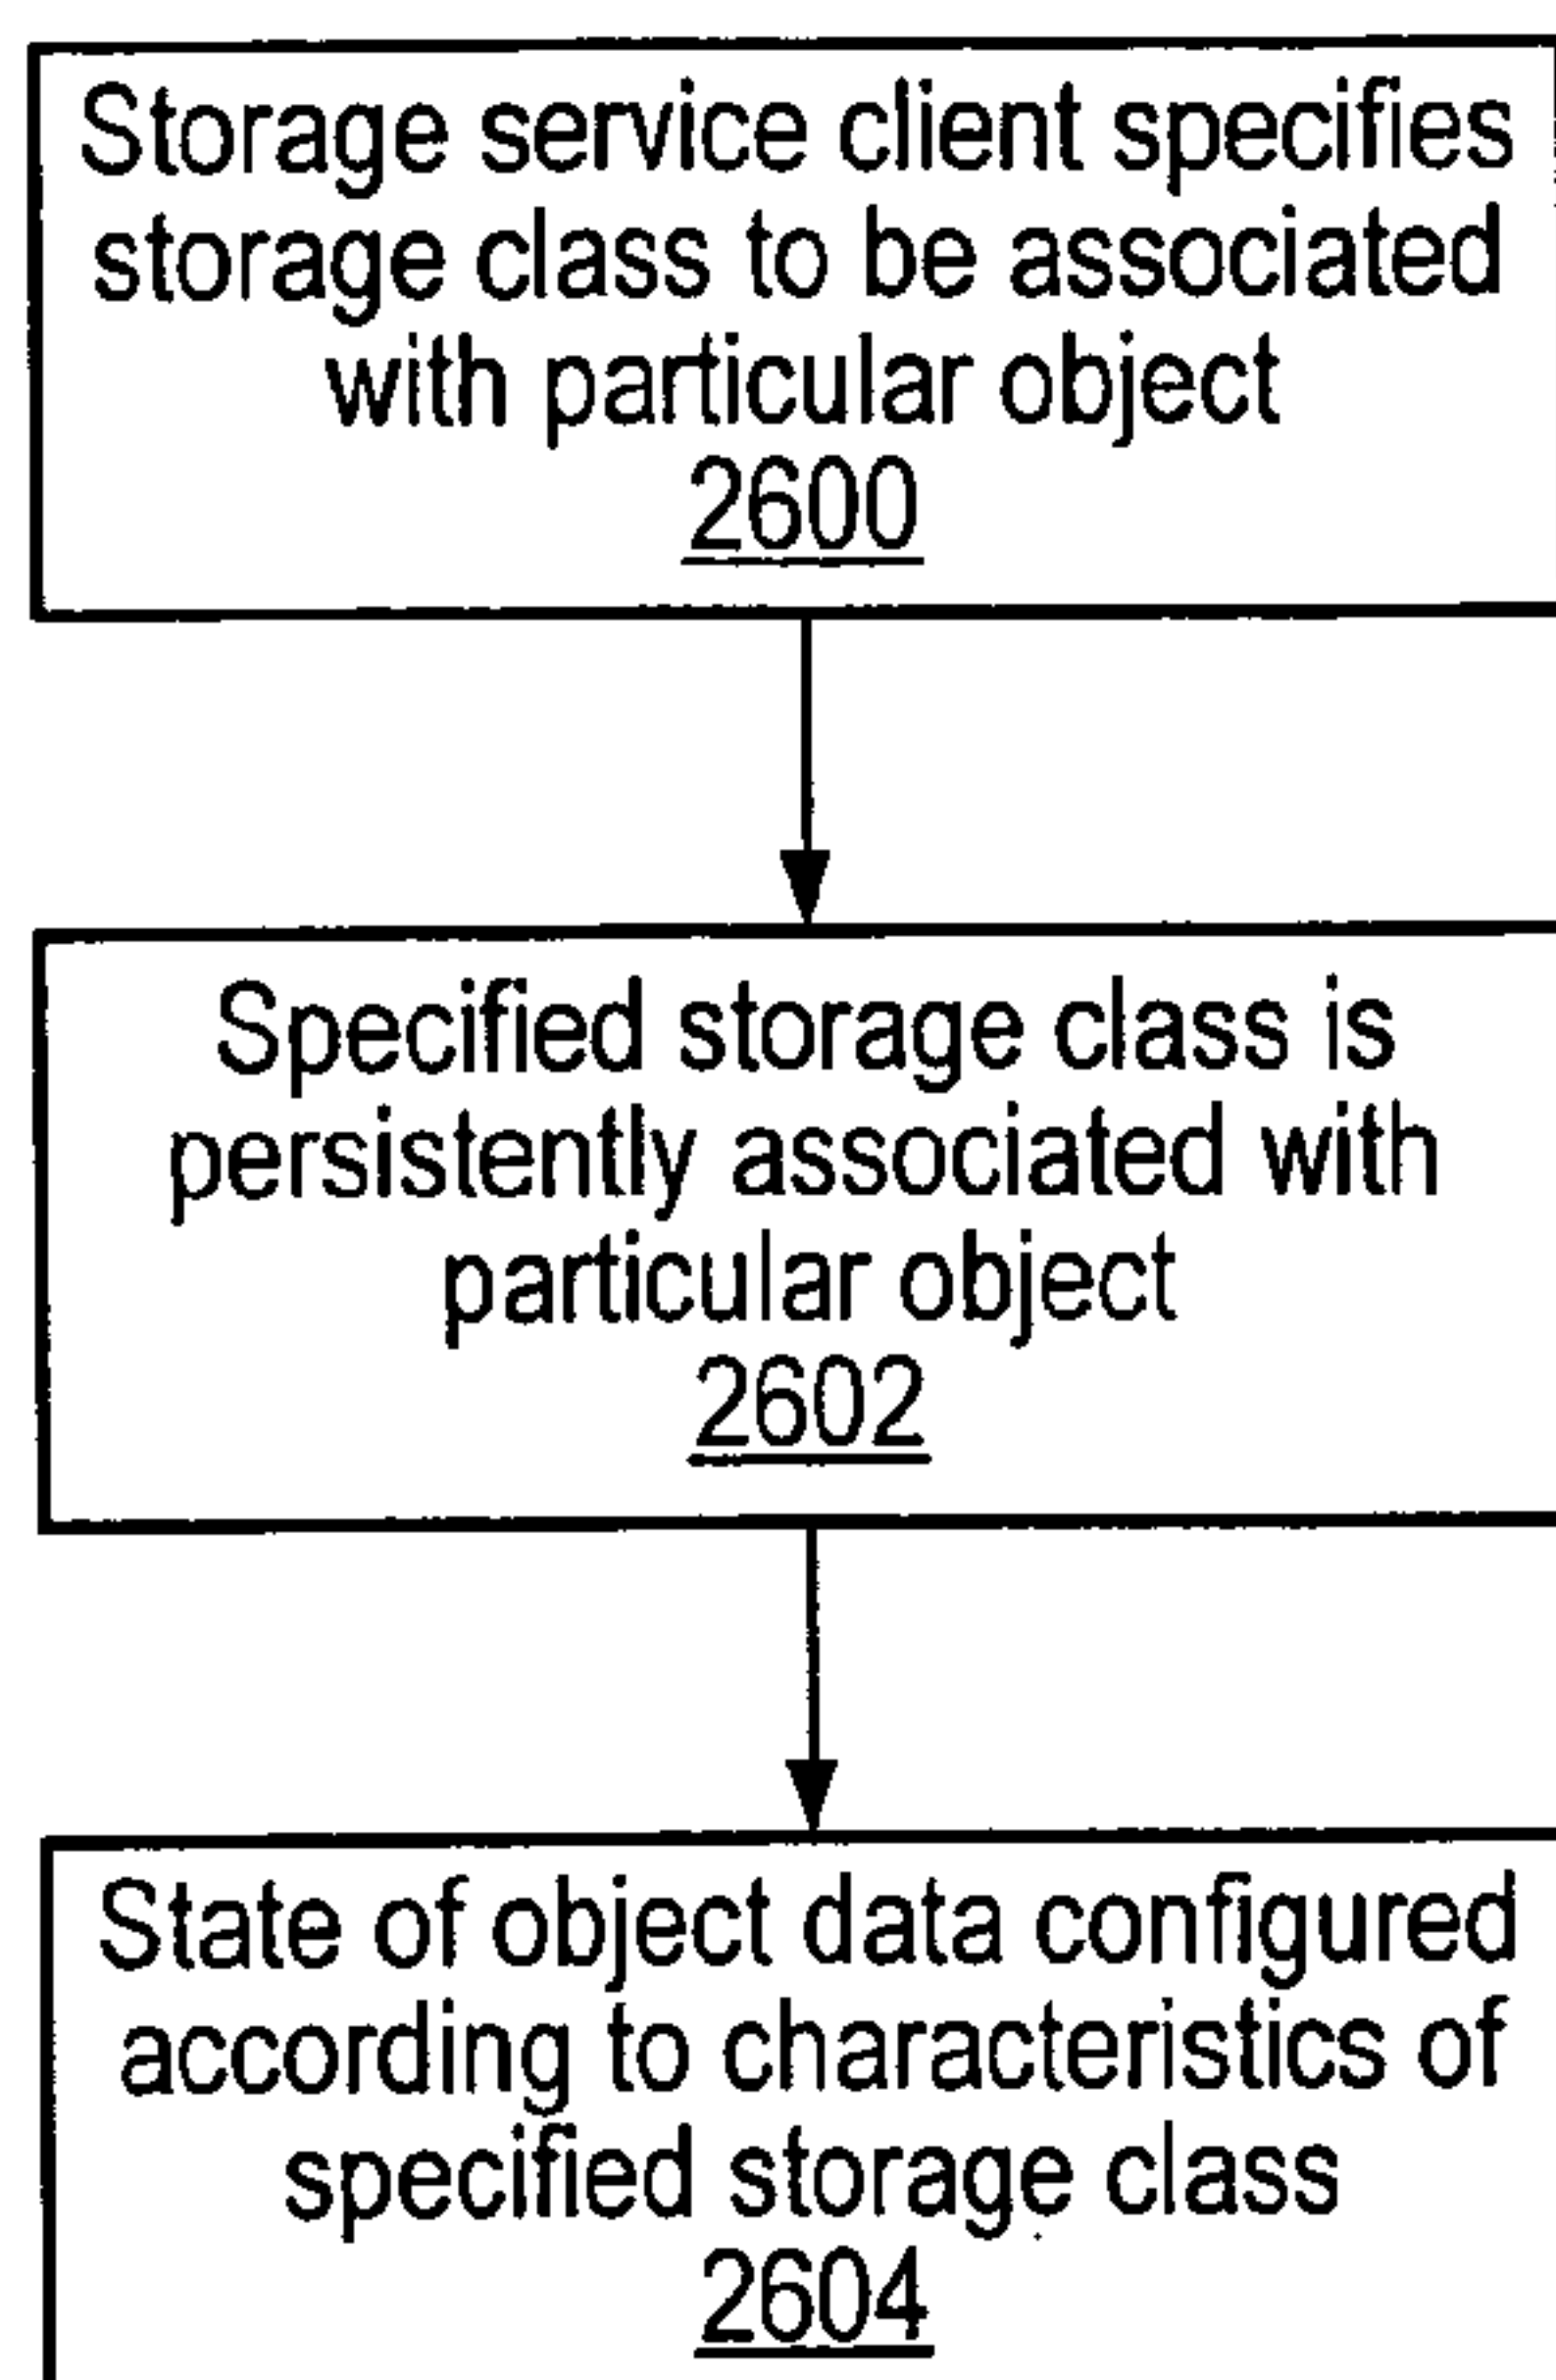 Storage service client specifies
storage class to be associated
with particular object
2600
Specified storage class is
persistently associated with
particular object
2602
State of object data configured
according to characteristics of
specified storage class
2604